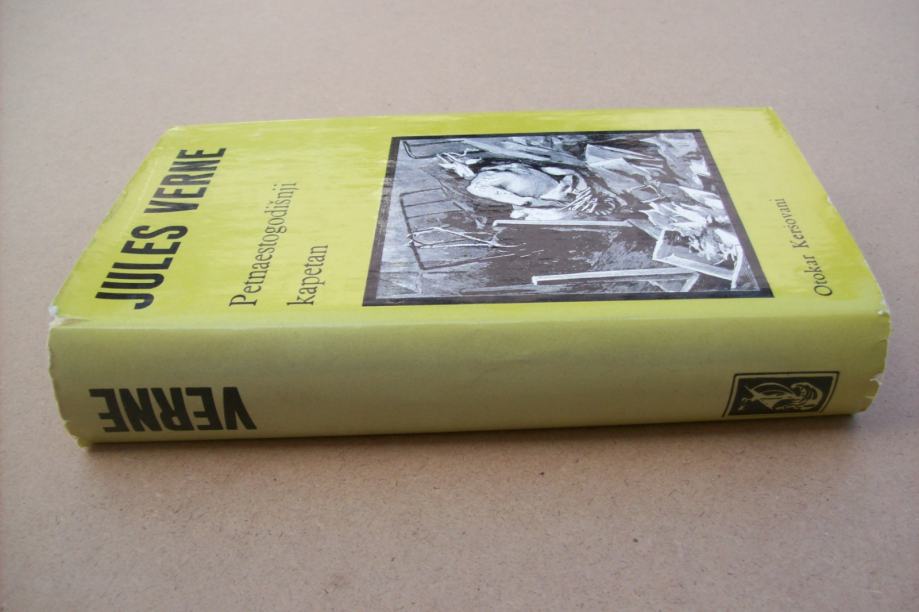 JULES VERNE
Petnaestogodišnji
kapetan
Otokar Keršovani
VERNE